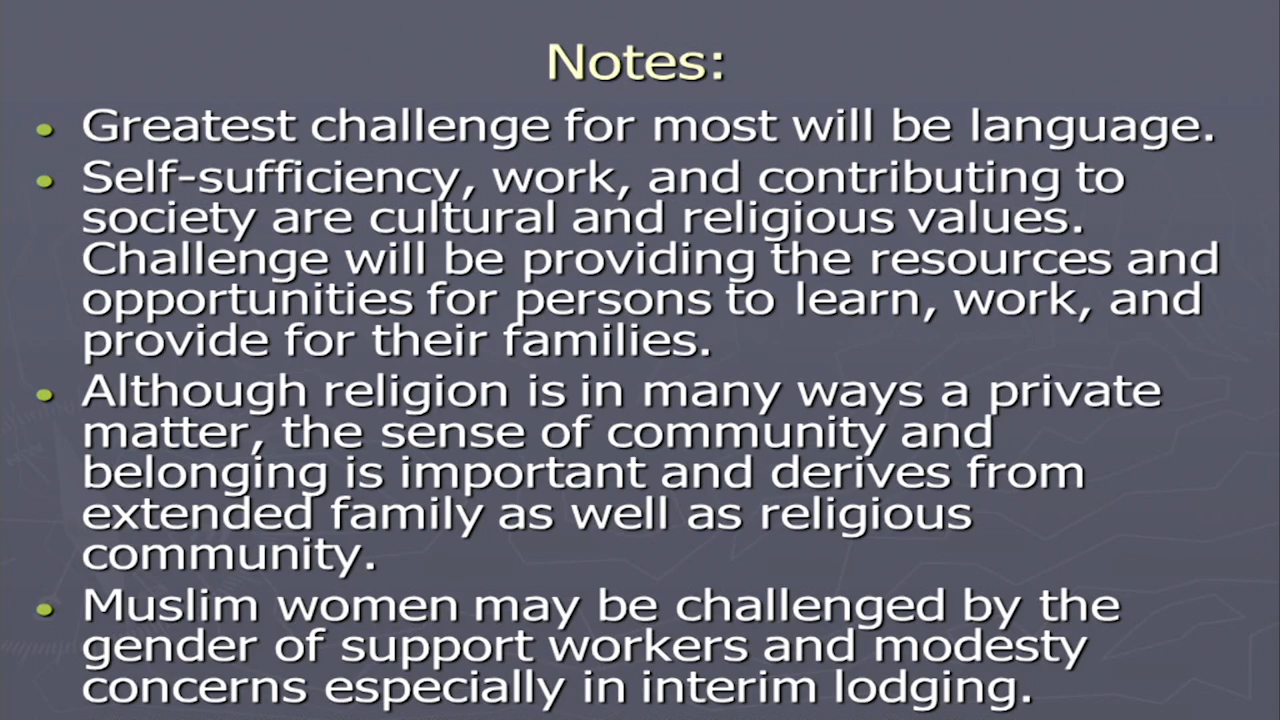 Notes:
• Greatest challenge for most will be language.
• Self-sufficiency, work, and contributing to
society are cultural and religious values.
Challenge will be providing the resources and
opportunities for persons to learn, work, and
provide for their families.
• Although religion is in many ways a private
matter, the sense of community and
belonging is important and derives from
extended family as well as religious
community.
• Muslim women may be challenged by the
gender of support workers and modesty
concerns especially in interim lodging.